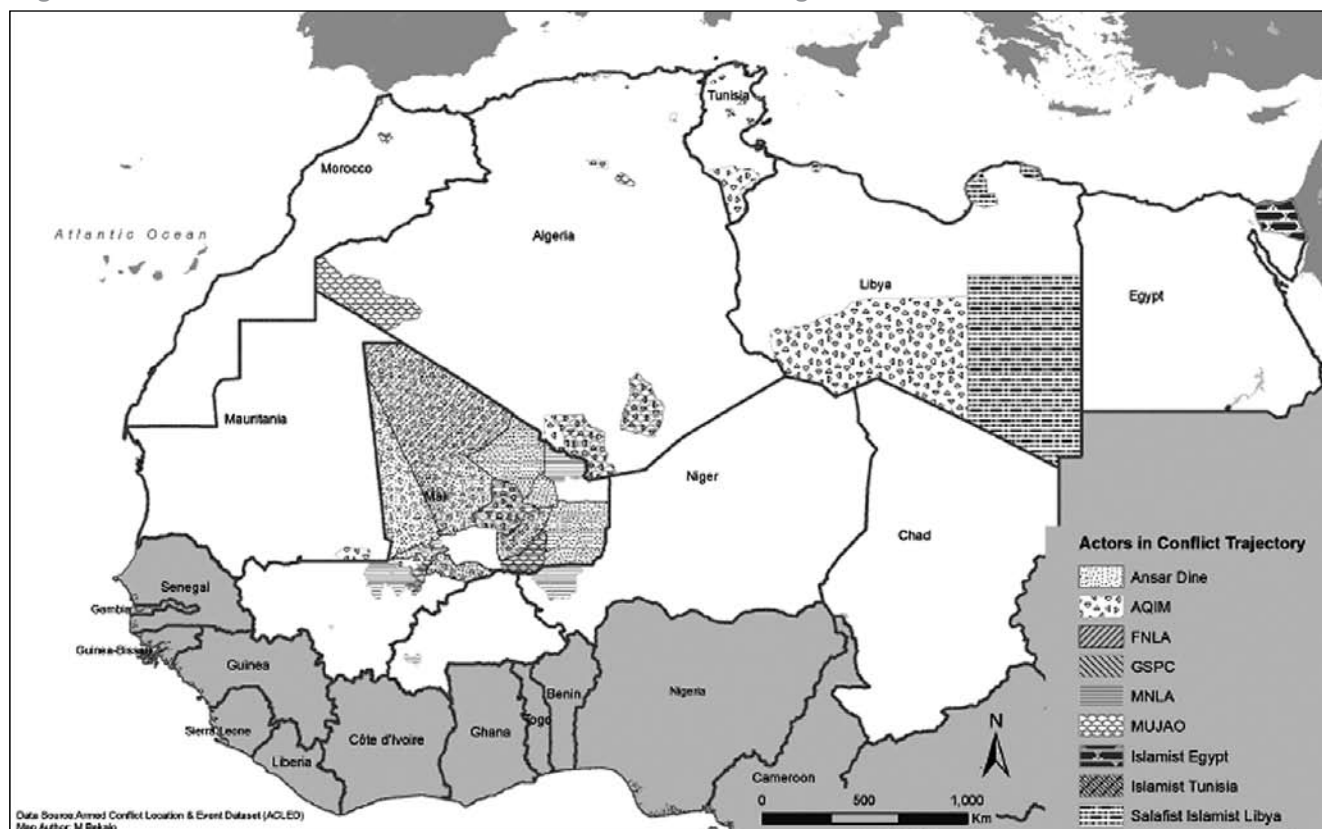 Tunisia
Morocco
Atlantic Ocean
Algeria
Libya
Egypt
Mauritania
Mali
Niger
Chad
Senegal
Gambia
Guinea-Bissau
Guinea
Sierra Leone
Liberia
Côte d'Ivoire
Ghana
Togo
Benin
Nigeria
Cameroon
N
0 500 1,000
Km
Actors in Conflict Trajectory
Ansar Dine
AQIM
FNLA
GSPC
MNLA
MUJAO
Islamist Egypt
Islamist Tunisia
Salafist Islamist Libya
Data Source:Armed Conflict Location & Event Dataset (ACLED)
Map Author: M